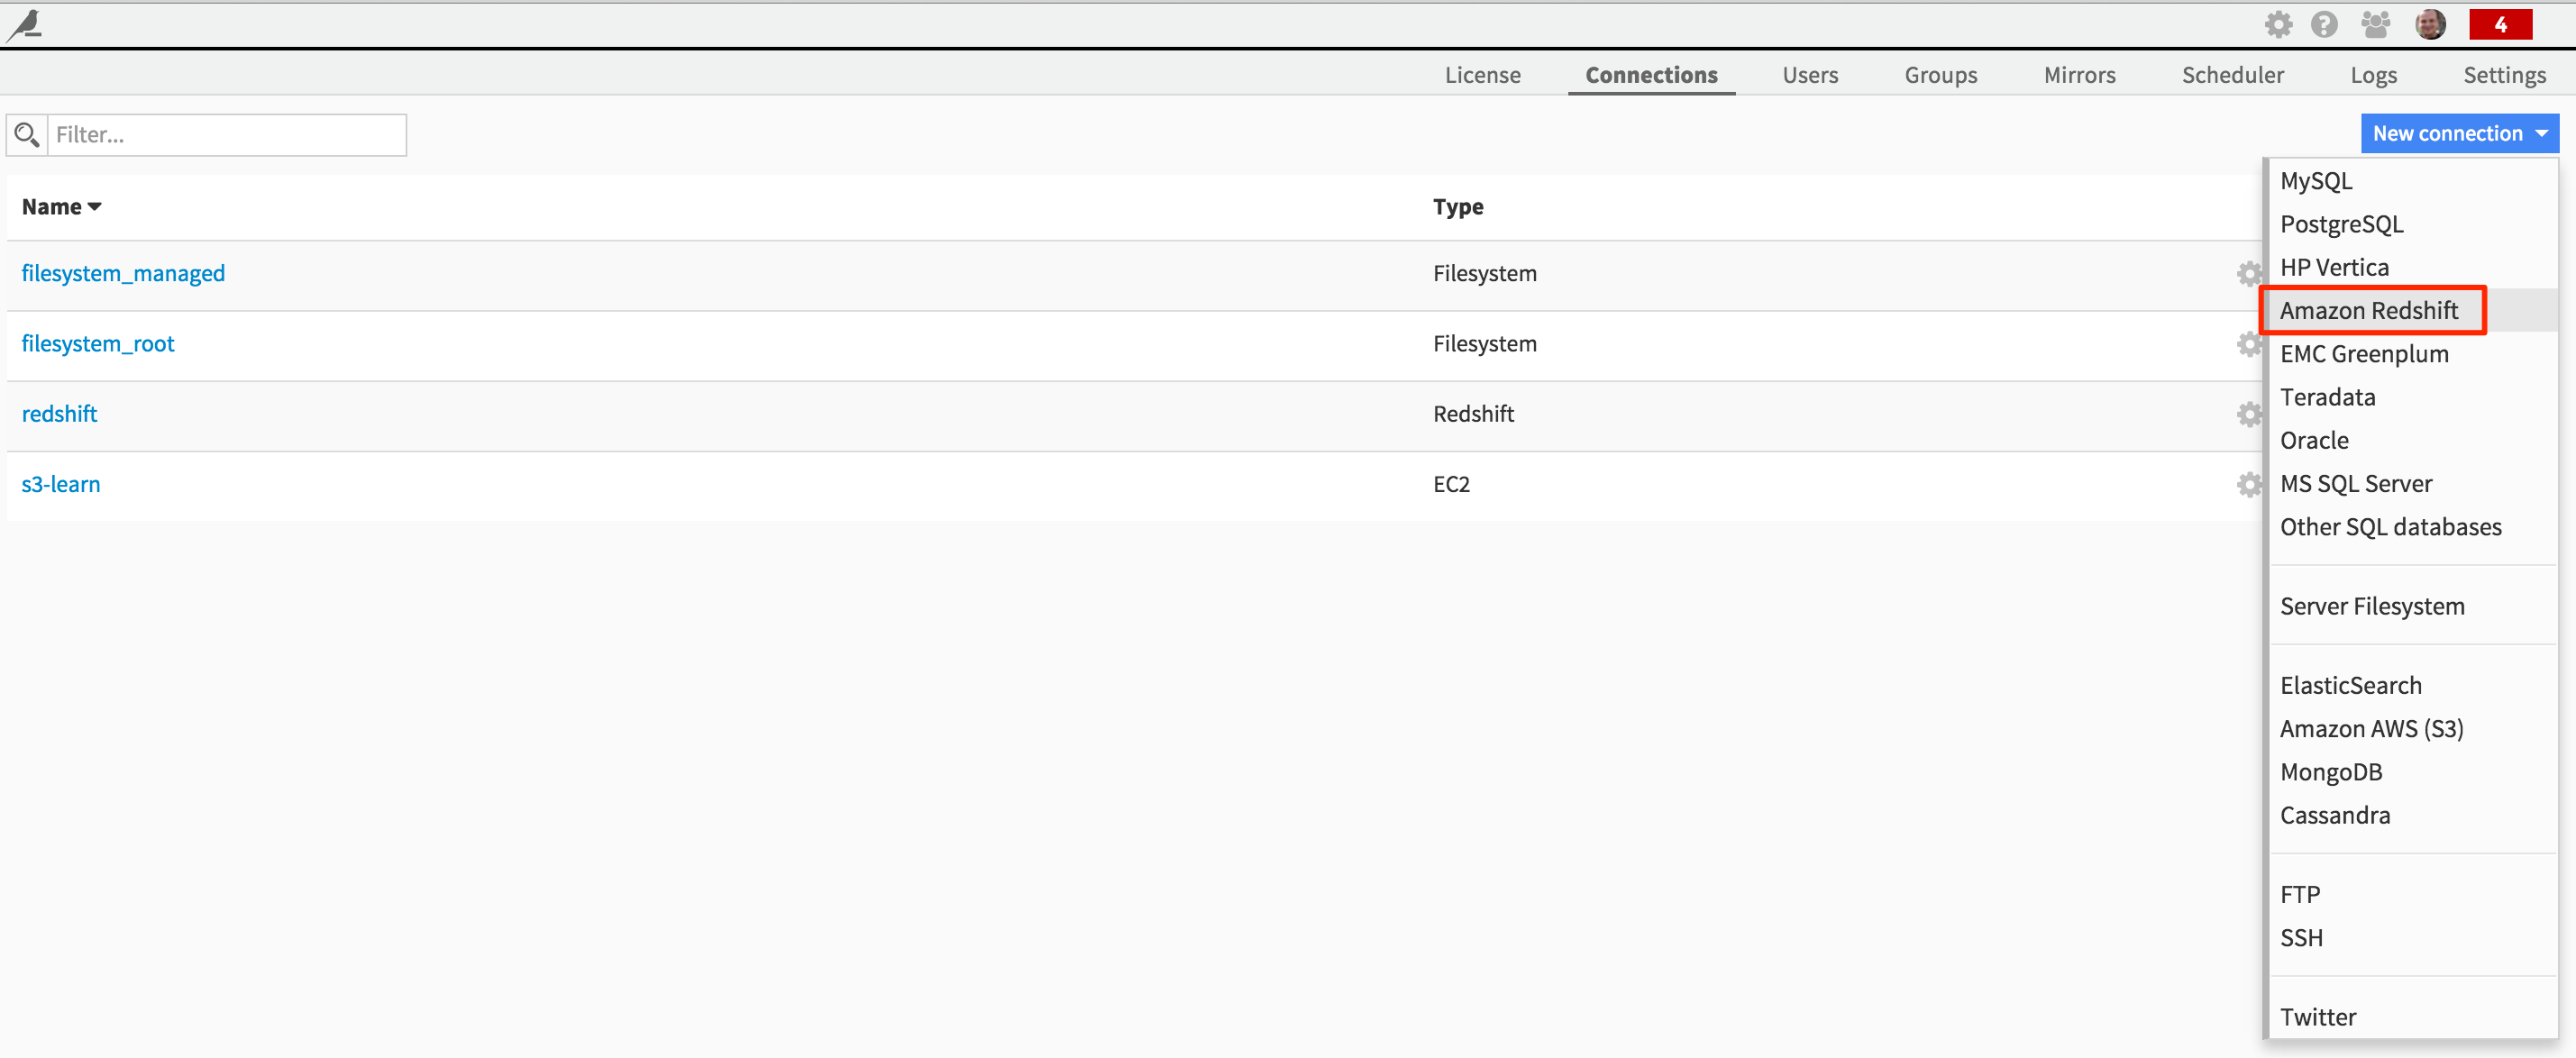 4
License Connections Users Groups Mirrors Scheduler Logs Settings
Filter...
New connection
Name Type
filesystem_managed Filesystem
filesystem_root Filesystem
redshift Redshift
s3-learn EC2
MySQL
PostgreSQL
HP Vertica
Amazon Redshift
EMC Greenplum
Teradata
Oracle
MS SQL Server
Other SQL databases
Server Filesystem
ElasticSearch
Amazon AWS (S3)
MongoDB
Cassandra
FTP
SSH
Twitter